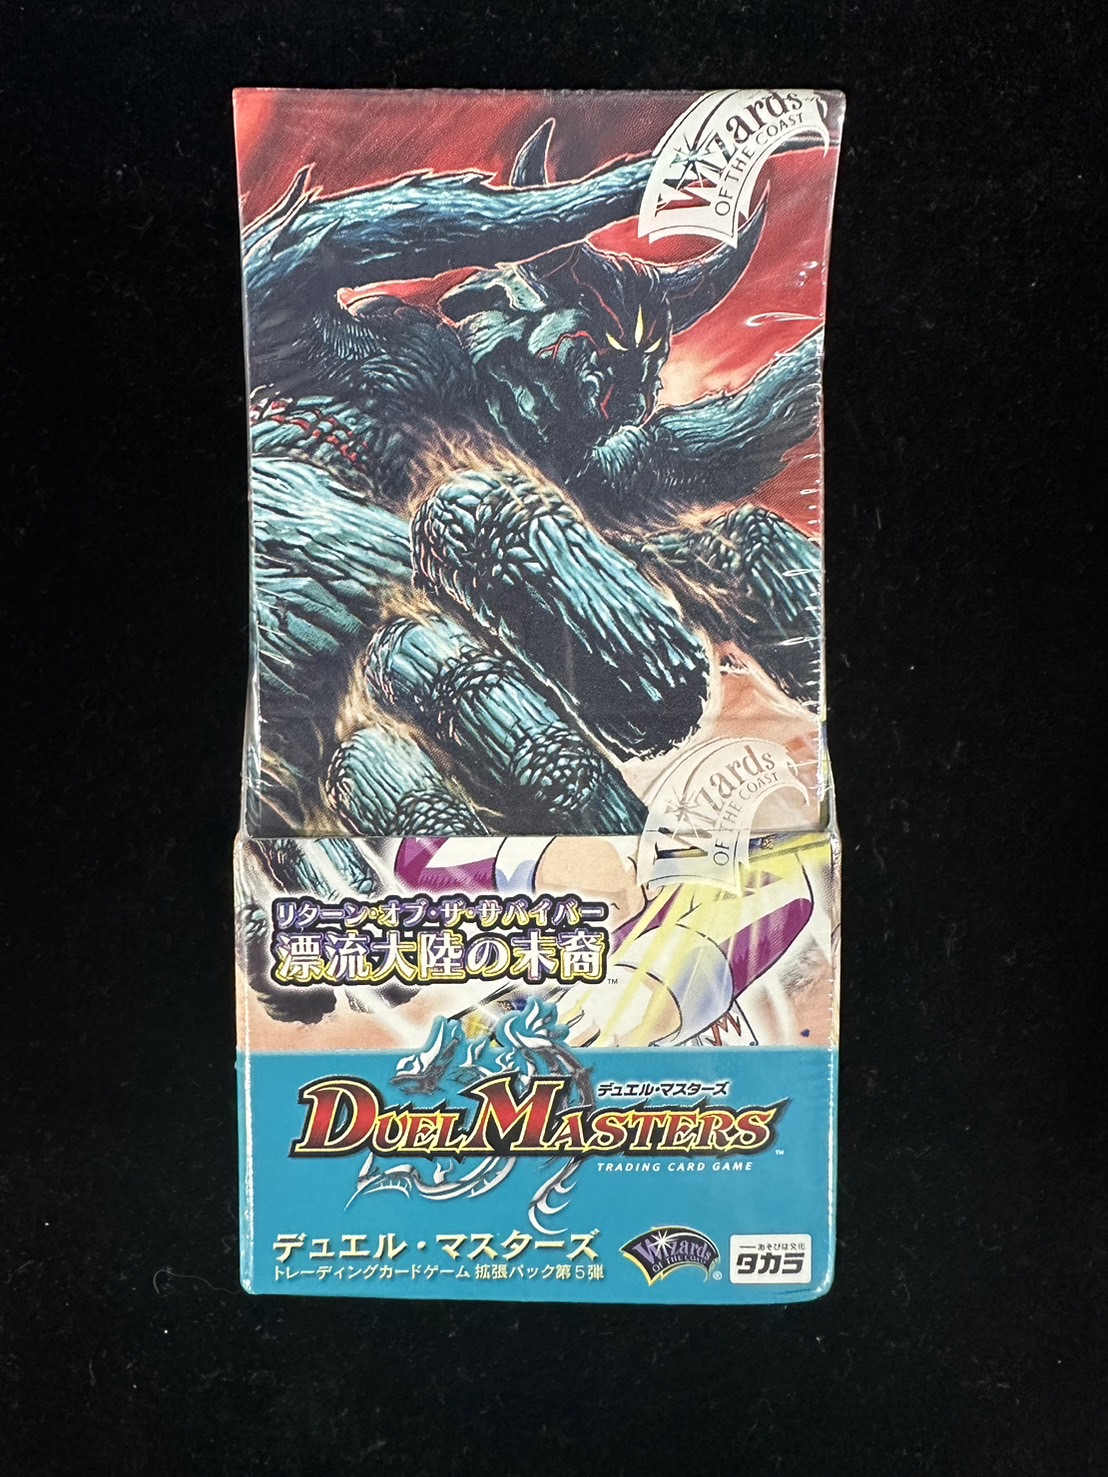 Wizards
OF THE COAST
Wizards
OF THE COAST
リターン・オブ・ザ・サバイバー
漂流大陸の末裔™
デュエル・マスターズ
DUEL MASTERS™
TRADING CARD GAME
デュエル・マスターズ
トレーディングカードゲーム 拡張パック第5弾
Wizards
OF THE COAST®
あそびは文化
タカラ